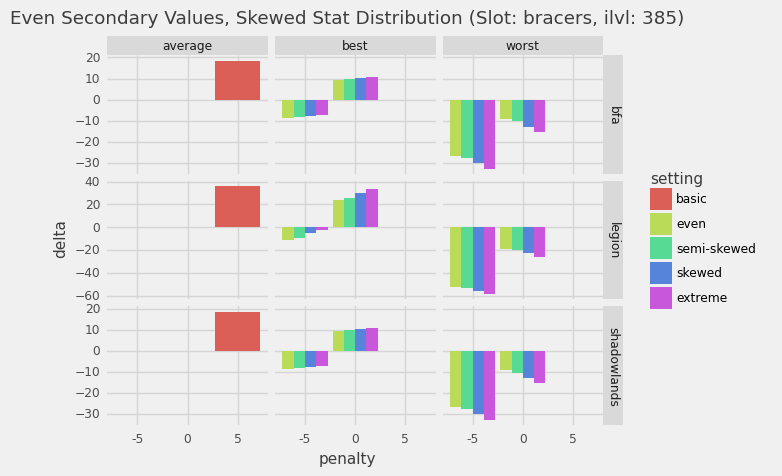 Even Secondary Values, Skewed Stat Distribution (Slot: bracers, ilvl: 385)
average best worst
20
10
0
−10
−20
−30
bfa
40
20
0
−20
−40
−60
legion
20
10
0
−10
−20
−30
shadowlands
delta
-5 0 5 -5 0 5 -5 0 5
penalty
setting
basic
even
semi-skewed
skewed
extreme